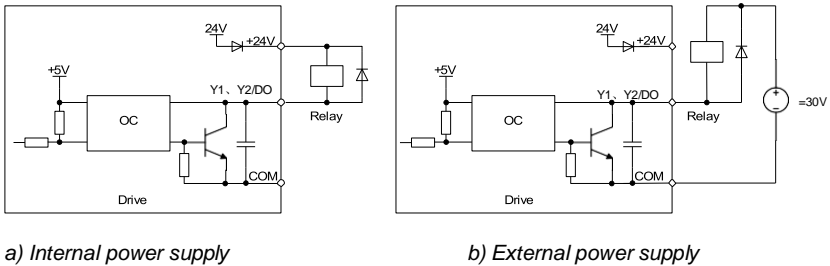 24V
+24V
+5V
Y1、Y2/DO
OC
Relay
COM
Drive
24V
+24V
+5V
Y1、Y2/DO
OC
Relay
=30V
COM
Drive
a) Internal power supply
b) External power supply